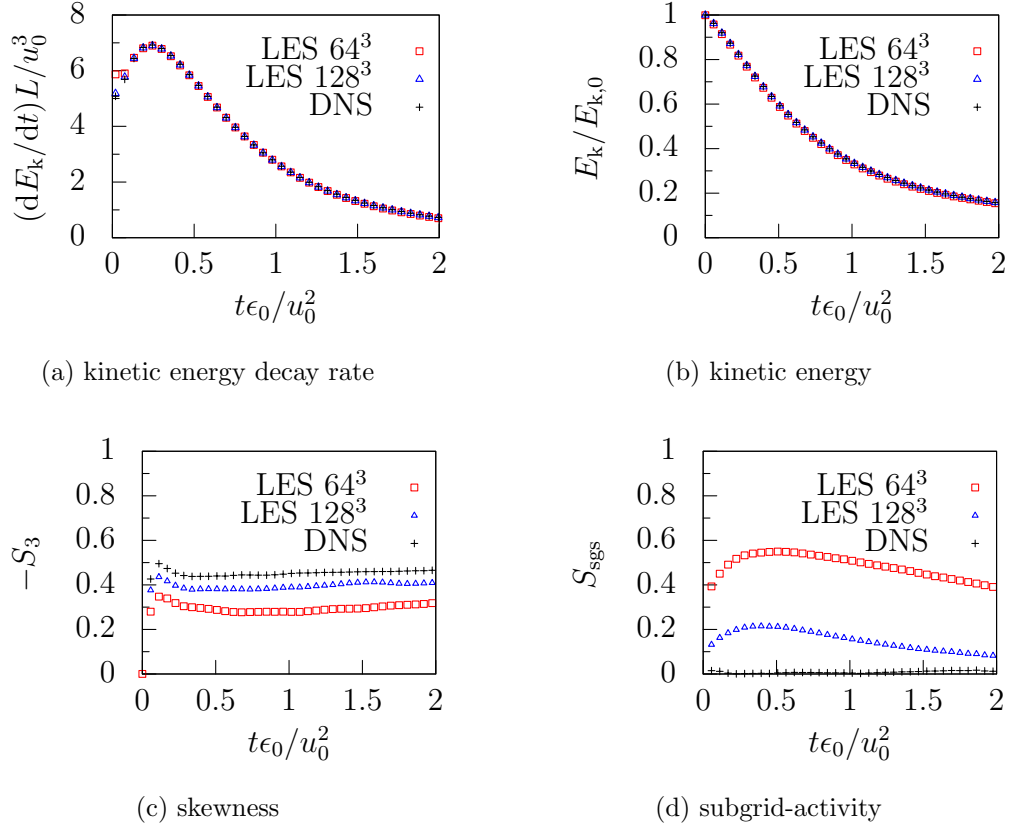 (dE_k/dt)L/u_0^3
8
6
4
2
0
LES 64³
LES 128³
DNS
0 0.5 1 1.5 2
tϵ_0/u_0^2
(a) kinetic energy decay rate
E_k/E_{k,0}
1
0.8
0.6
0.4
0.2
0
LES 64³
LES 128³
DNS
0 0.5 1 1.5 2
tϵ_0/u_0^2
(b) kinetic energy
−S_3
1
0.8
0.6
0.4
0.2
0
LES 64³
LES 128³
DNS
0 0.5 1 1.5 2
tϵ_0/u_0^2
(c) skewness
S_sgs
1
0.8
0.6
0.4
0.2
0
LES 64³
LES 128³
DNS
0 0.5 1 1.5 2
tϵ_0/u_0^2
(d) subgrid-activity